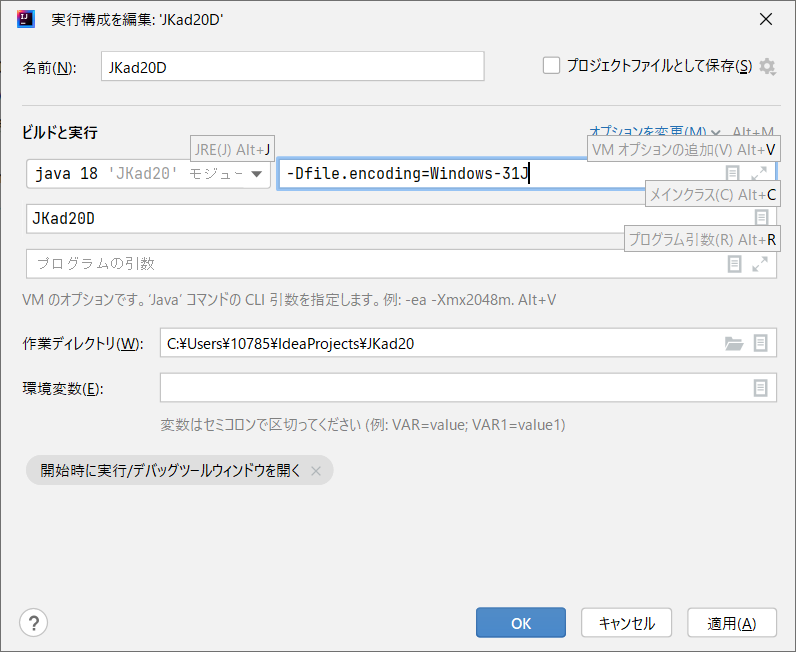 実行構成を編集: 'JKad20D'
名前(N):
JKad20D
プロジェクトファイルとして保存(S)
ビルドと実行
オプションを変更(M)
Alt+M
JRE(J) Alt+J
VM オプションの追加(V) Alt+V
java 18 'JKad20' モジュー
-Dfile.encoding=Windows-31J
メインクラス(C) Alt+C
JKad20D
プログラム引数(R) Alt+R
プログラムの引数
VM のオプションです。'Java' コマンドの CLI 引数を指定します。例: -ea -Xmx2048m. Alt+V
作業ディレクトリ(W):
C:¥Users¥10785¥IdeaProjects¥JKad20
環境変数(E):
変数はセミコロンで区切ってください (例: VAR=value; VAR1=value1)
開始時に実行/デバッグツールウィンドウを開く
?
OK
キャンセル
適用(A)